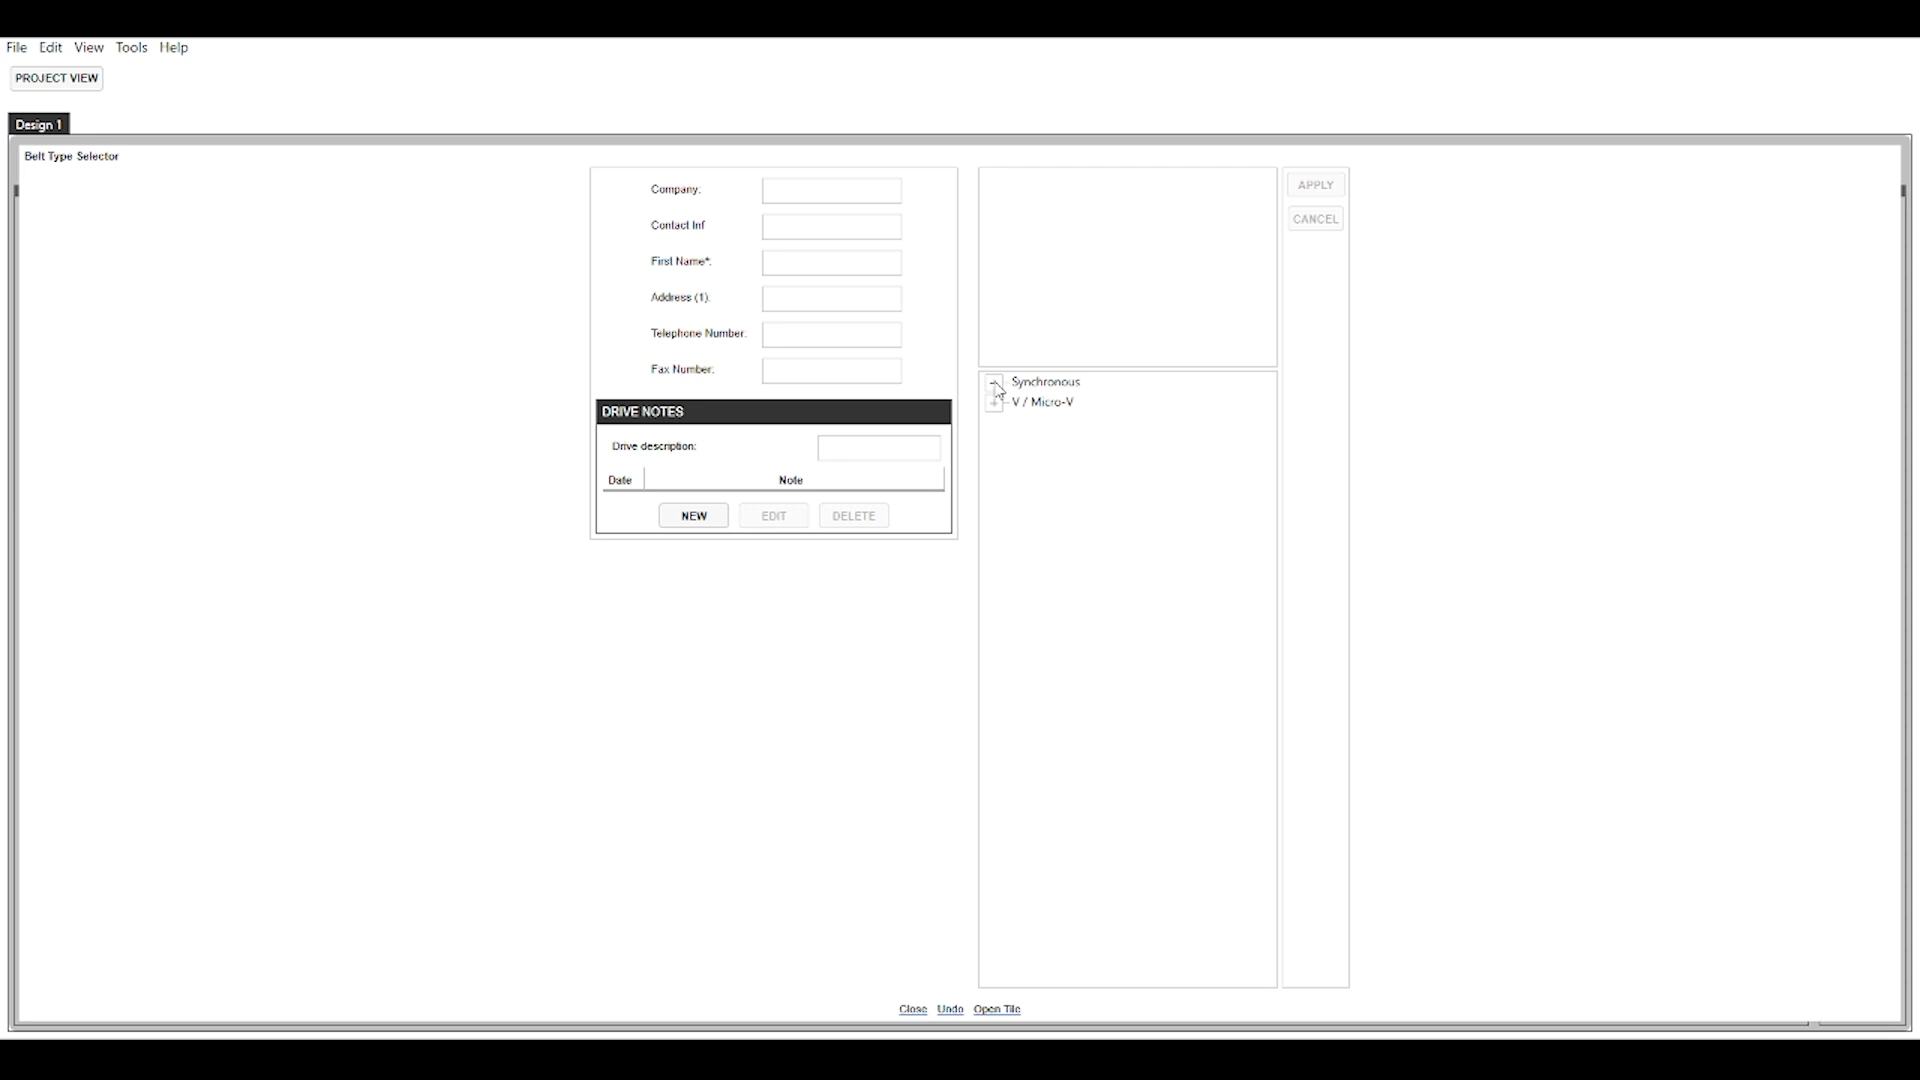 File Edit View Tools Help
PROJECT VIEW
Design 1
Belt Type Selector
Company:
Contact Inf
First Name*:
Address (1):
Telephone Number:
Fax Number:
DRIVE NOTES
Drive description:
Date Note
NEW EDIT DELETE
APPLY
CANCEL
Synchronous
V / Micro-V
Close Undo Open Tile